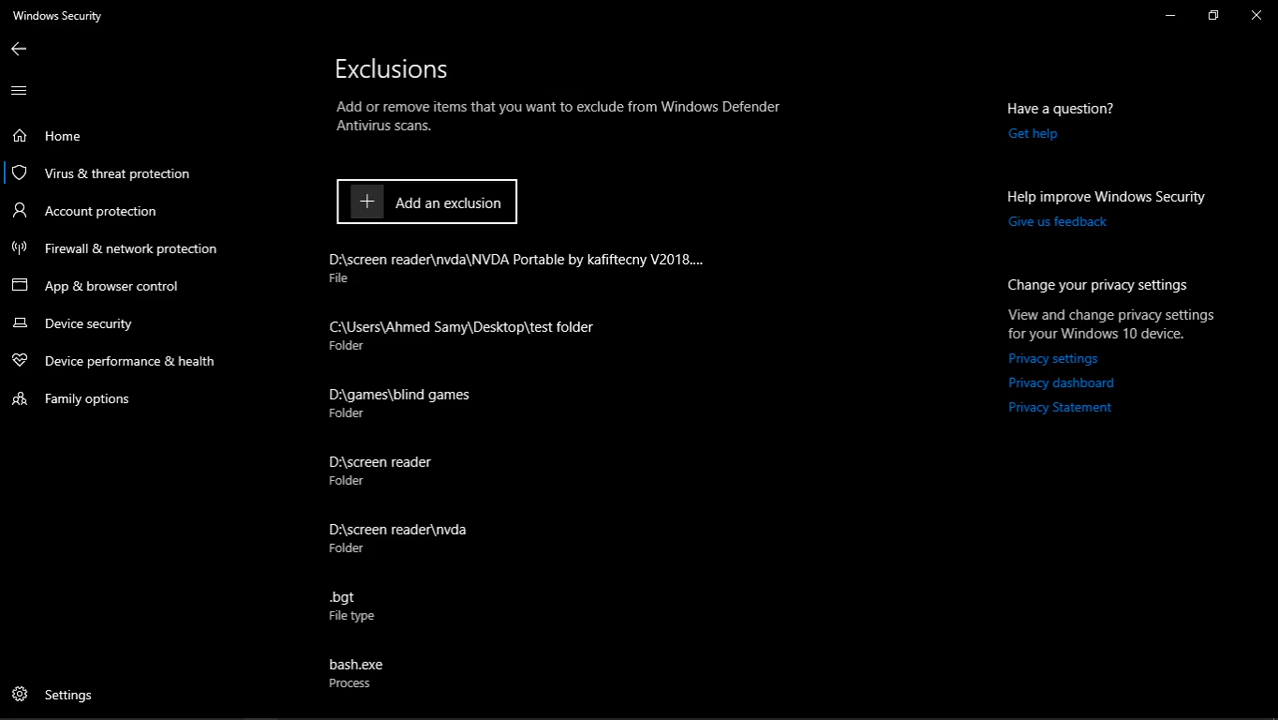 Windows Security
Home
Virus & threat protection
Account protection
Firewall & network protection
App & browser control
Device security
Device performance & health
Family options
Settings
Exclusions
Add or remove items that you want to exclude from Windows Defender
Antivirus scans.
Add an exclusion
D:\screen reader\nvda\NVDA Portable by kafiftecny V2018....
File
C:\Users\Ahmed Samy\Desktop\test folder
Folder
D:\games\blind games
Folder
D:\screen reader
Folder
D:\screen reader\nvda
Folder
.bgt
File type
bash.exe
Process
Have a question?
Get help
Help improve Windows Security
Give us feedback
Change your privacy settings
View and change privacy settings
for your Windows 10 device.
Privacy settings
Privacy dashboard
Privacy Statement